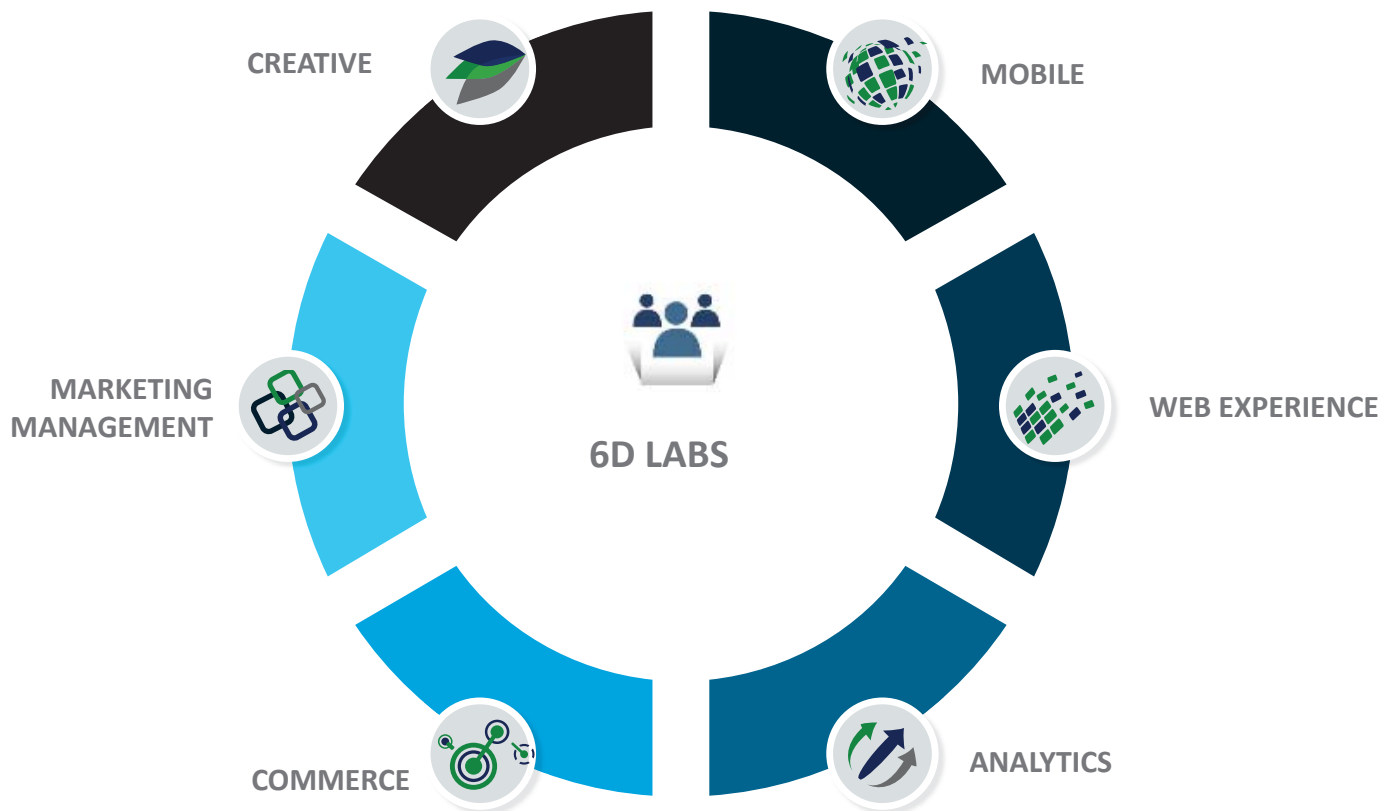 CREATIVE
MOBILE
MARKETING
MANAGEMENT
WEB EXPERIENCE
6D LABS
COMMERCE
ANALYTICS